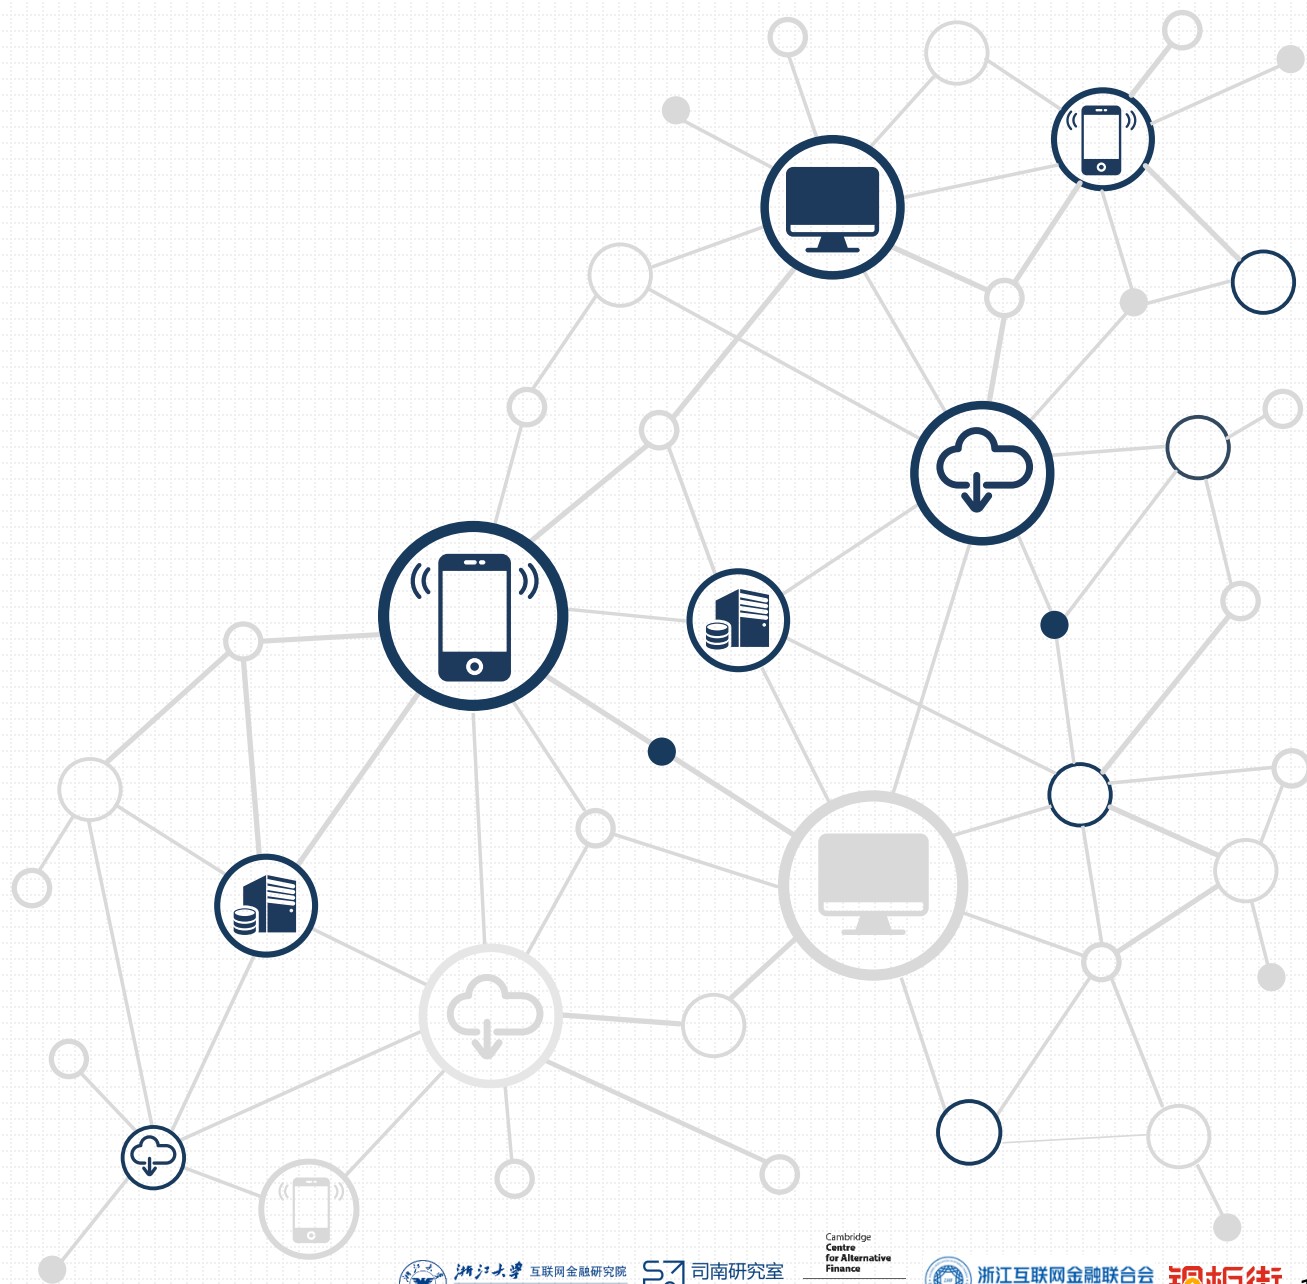 Cambridge
Centre
for Alternative
Finance
浙江大学 互联网金融研究院
司南研究室
浙江互联网金融联合会